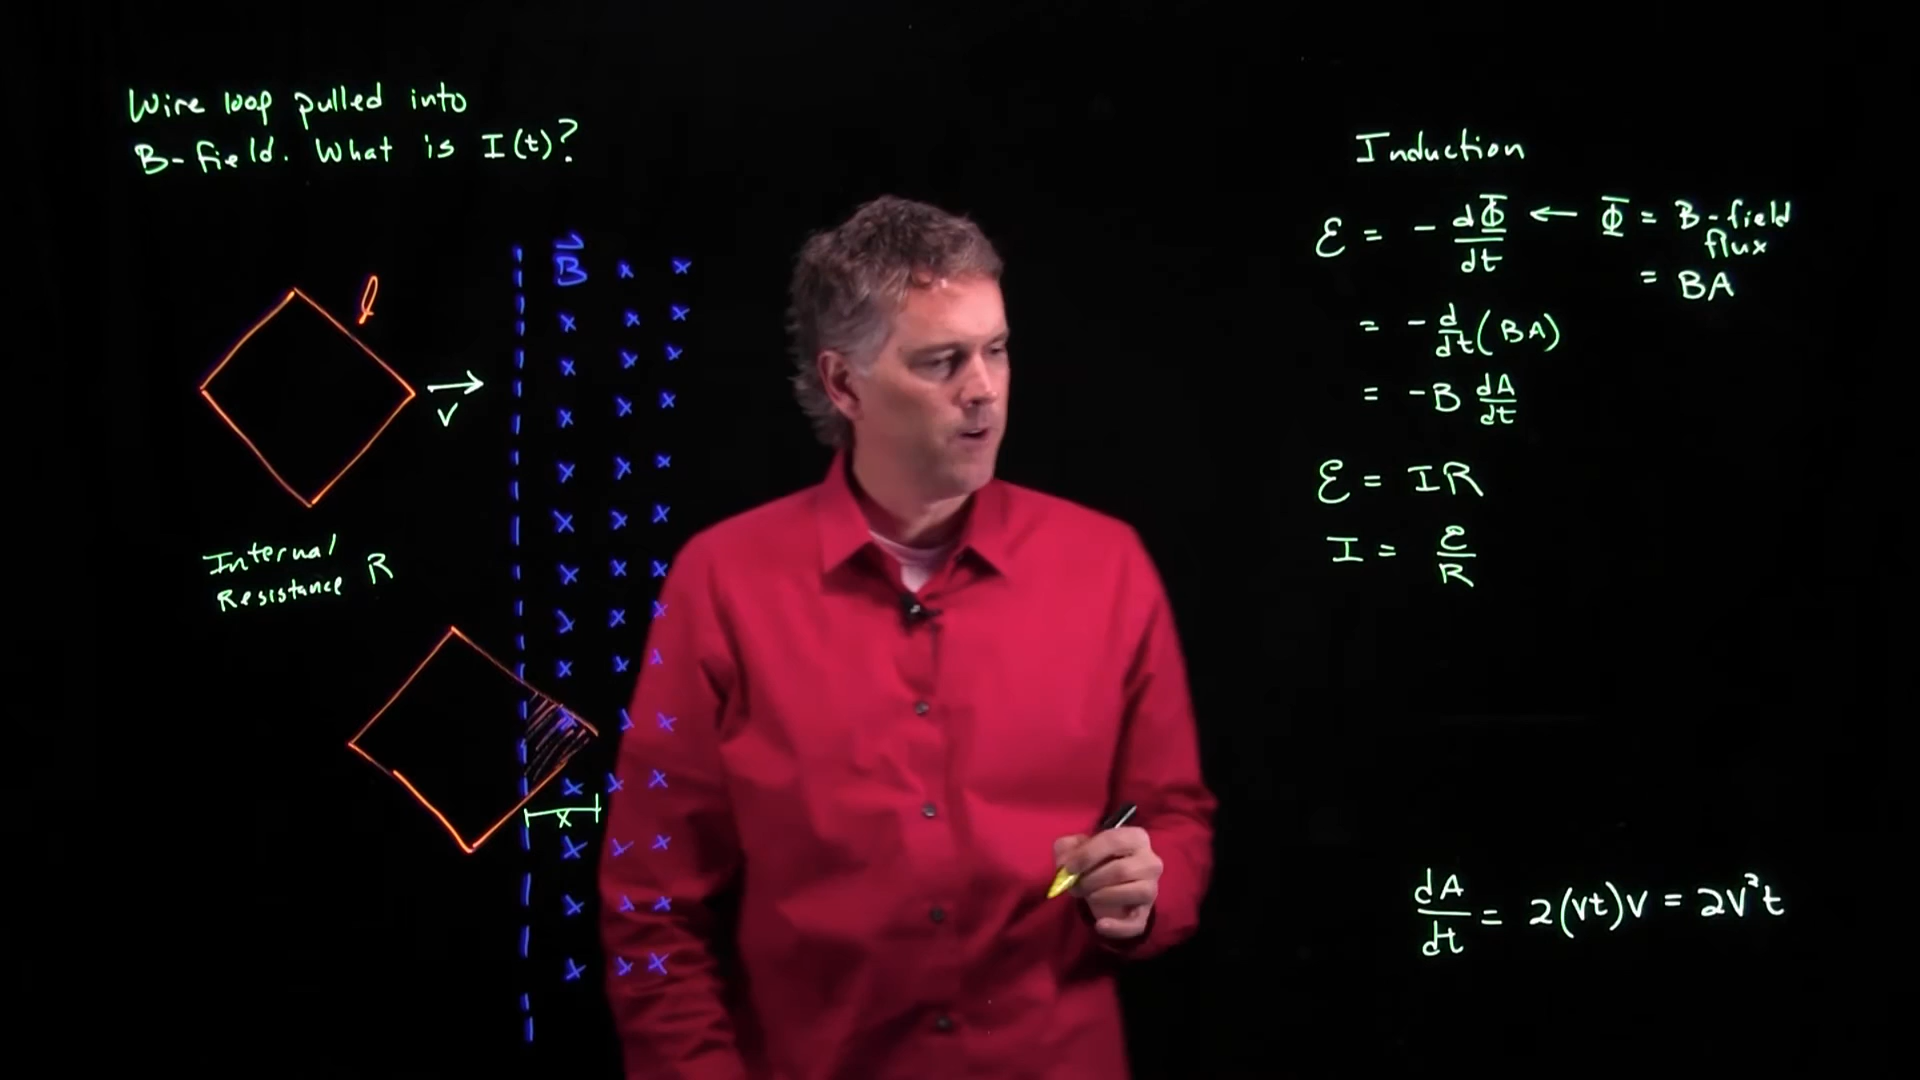 Wire loop pulled into
B-field. What is I(t)?
l
v
Internal
Resistance R
B⃗ x x
x x x
x x x
x x x
x x x
x x x
x x x
x x x
x x x
x x x
x x x
x
x x x
x x x
x x x
Induction
ℰ = - dΦ/dt ← Φ = B-field
flux
= BA
= - d/dt (BA)
= -B dA/dt
ℰ = IR
I = ℰ/R
dA/dt = 2(vt)v = 2v²t